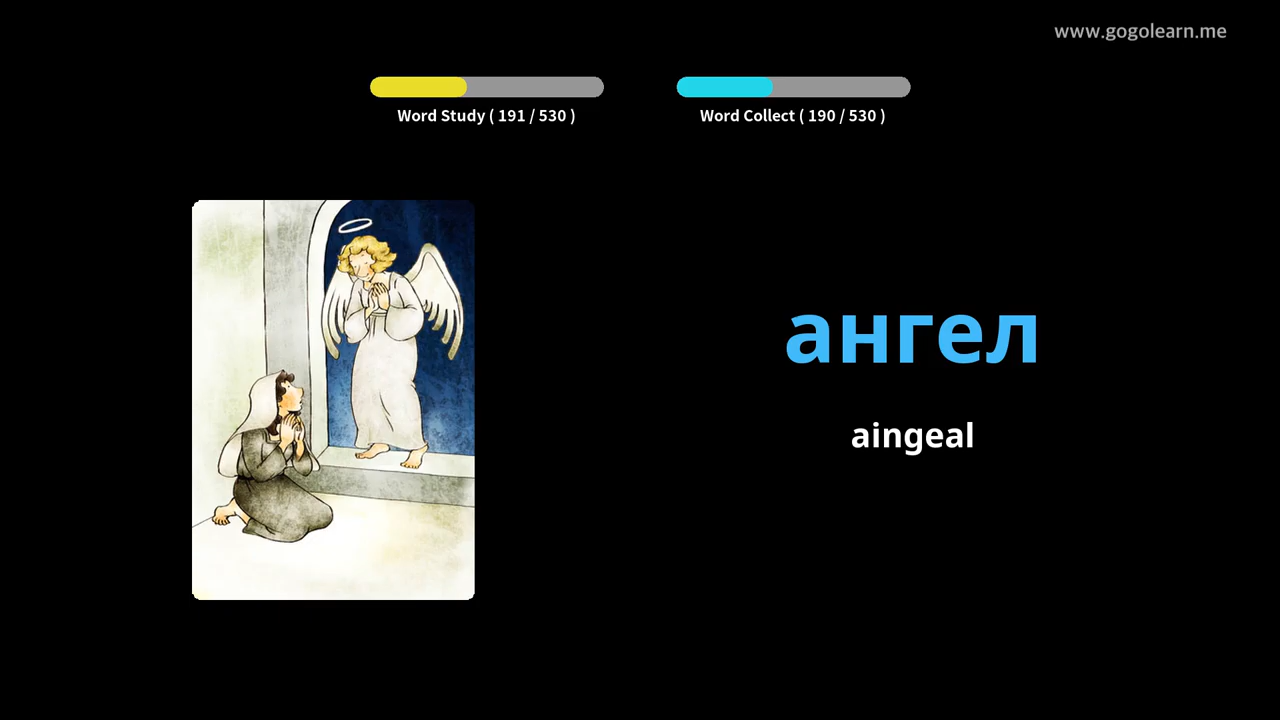 www.gogolearn.me
Word Study ( 191 / 530 )
Word Collect ( 190 / 530 )
ангел
aingeal